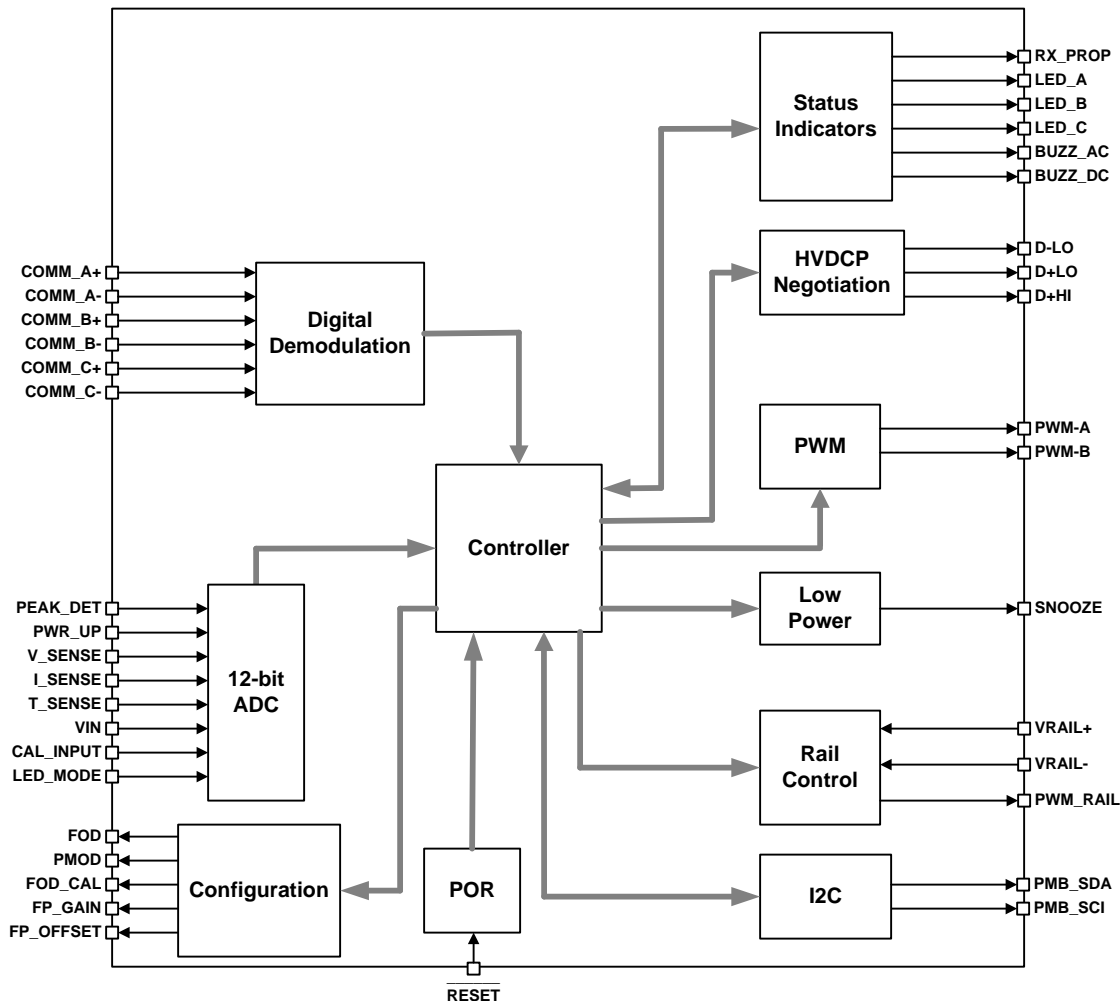 RX_PROP
LED_A
LED_B
LED_C
BUZZ_AC
BUZZ_DC
Status
Indicators
D-LO
D+LO
D+HI
HVDCP
Negotiation
COMM_A+
COMM_A-
COMM_B+
COMM_B-
COMM_C+
COMM_C-
Digital
Demodulation
PWM
PWM-A
PWM-B
Controller
Low
Power
SNOOZE
PEAK_DET
PWR_UP
V_SENSE
I_SENSE
T_SENSE
VIN
CAL_INPUT
LED_MODE
12-bit
ADC
Rail
Control
VRAIL+
VRAIL-
PWM_RAIL
FOD
PMOD
FOD_CAL
FP_GAIN
FP_OFFSET
Configuration
POR
I2C
PMB_SDA
PMB_SCI
RESET